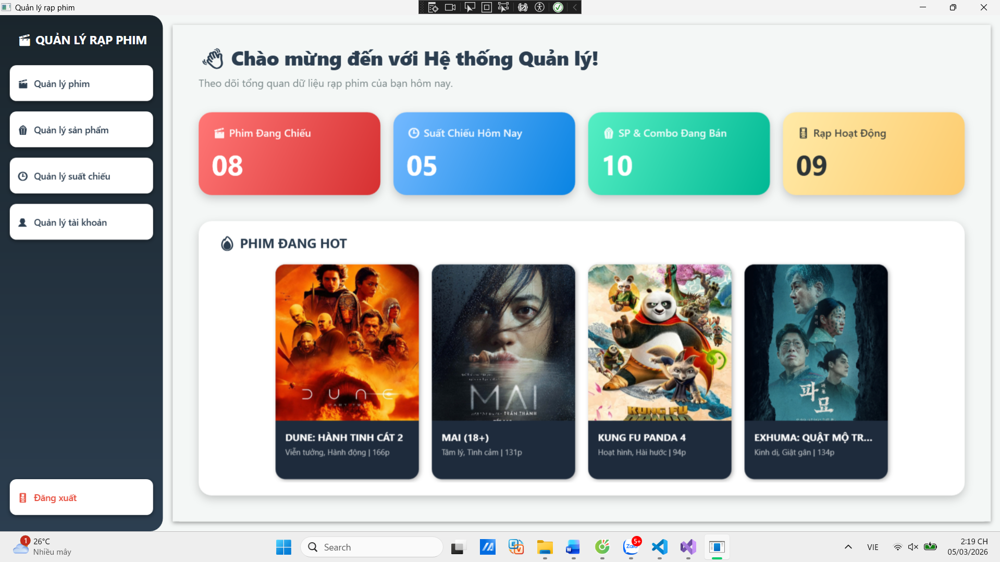 Quản lý rạp phim
QUẢN LÝ RẠP PHIM
Quản lý phim
Quản lý sản phẩm
Quản lý suất chiếu
Quản lý tài khoản
Đăng xuất
Chào mừng đến với Hệ thống Quản lý!
Theo dõi tổng quan dữ liệu rạp phim của bạn hôm nay.
Phim Đang Chiếu
08
Suất Chiếu Hôm Nay
05
SP & Combo Đang Bán
10
Rạp Hoạt Động
09
PHIM ĐANG HOT
DUNE
PART TWO
DUNE: HÀNH TINH CÁT 2
Viễn tưởng, Hành động | 166p
MAI
TRẤN THÀNH
MAI (18+)
Tâm lý, Tình cảm | 131p
KUNG FU
PANDA
KUNG FU PANDA 4
Hoạt hình, Hài hước | 94p
파묘
EXHUMA: QUẬT MỘ TR...
Kinh dị, Giật gân | 134p
1
26°C
Nhiều mây
Search
Zalo
5+
VIE
2:19 CH
05/03/2026